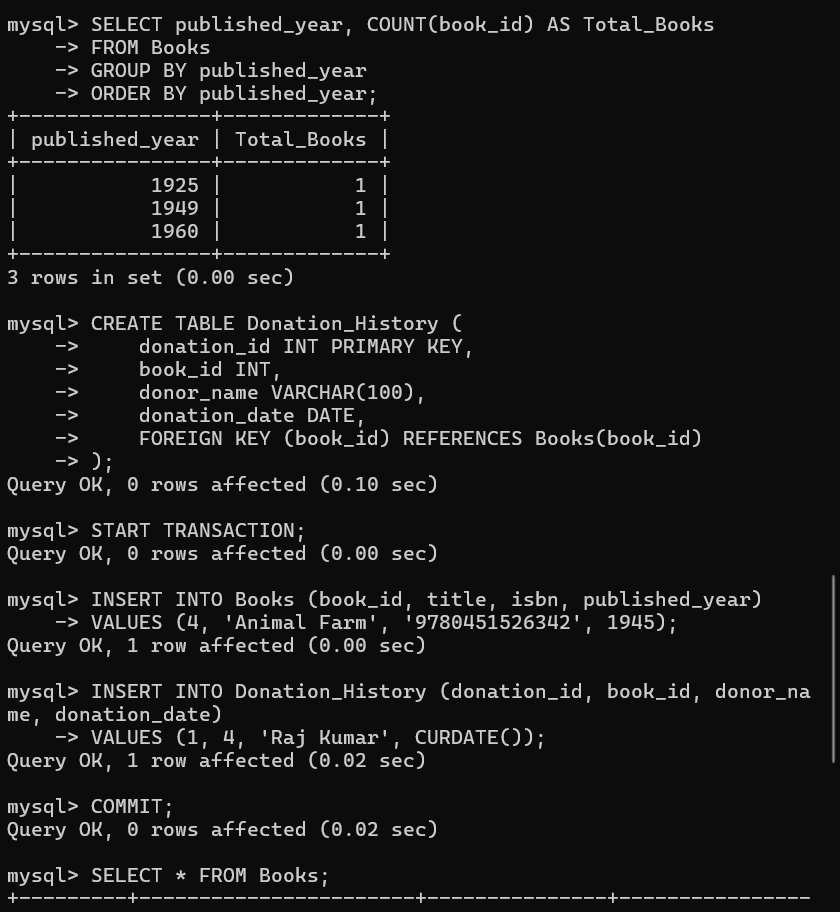 mysql> SELECT published_year, COUNT(book_id) AS Total_Books
    -> FROM Books
    -> GROUP BY published_year
    -> ORDER BY published_year;
+----------------+-------------+
| published_year | Total_Books |
+----------------+-------------+
|           1925 |           1 |
|           1949 |           1 |
|           1960 |           1 |
+----------------+-------------+
3 rows in set (0.00 sec)

mysql> CREATE TABLE Donation_History (
    ->     donation_id INT PRIMARY KEY,
    ->     book_id INT,
    ->     donor_name VARCHAR(100),
    ->     donation_date DATE,
    ->     FOREIGN KEY (book_id) REFERENCES Books(book_id)
    -> );
Query OK, 0 rows affected (0.10 sec)

mysql> START TRANSACTION;
Query OK, 0 rows affected (0.00 sec)

mysql> INSERT INTO Books (book_id, title, isbn, published_year)
    -> VALUES (4, 'Animal Farm', '9780451526342', 1945);
Query OK, 1 row affected (0.00 sec)

mysql> INSERT INTO Donation_History (donation_id, book_id, donor_na
me, donation_date)
    -> VALUES (1, 4, 'Raj Kumar', CURDATE());
Query OK, 1 row affected (0.02 sec)

mysql> COMMIT;
Query OK, 0 rows affected (0.02 sec)

mysql> SELECT * FROM Books;
+---------+-----------------------+---------------+----------------